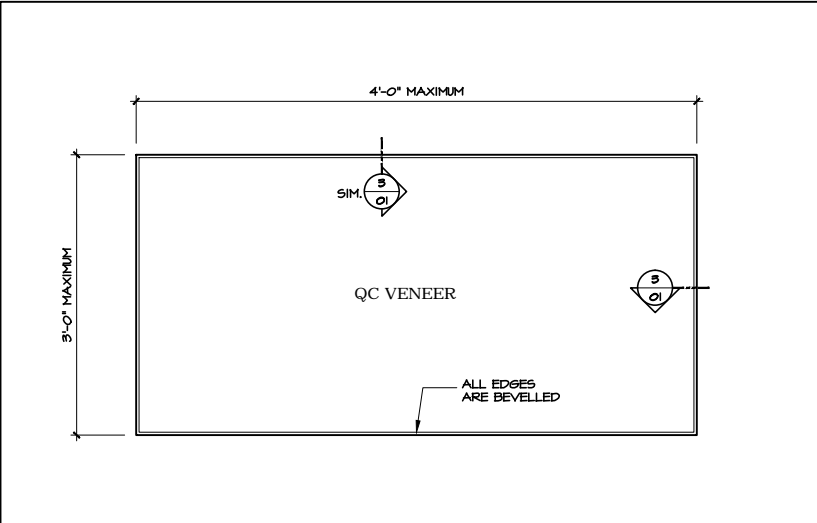 4'-0" MAXIMUM
3
SIM.
01
3'-0" MAXIMUM
QC VENEER
3
01
ALL EDGES
ARE BEVELLED